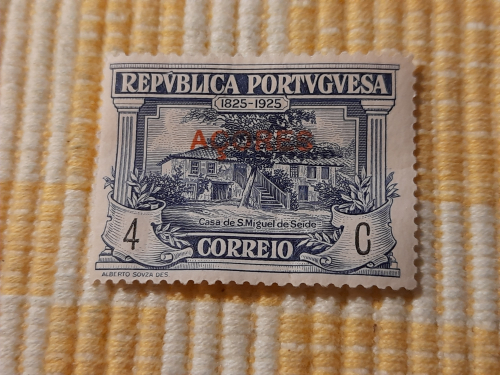 REPVBLICA PORTVGVESA
1825-1925
AÇORES
Casa de S. Miguel de Seide
4 C
CORREIO
ALBERTO SOVZA DES.